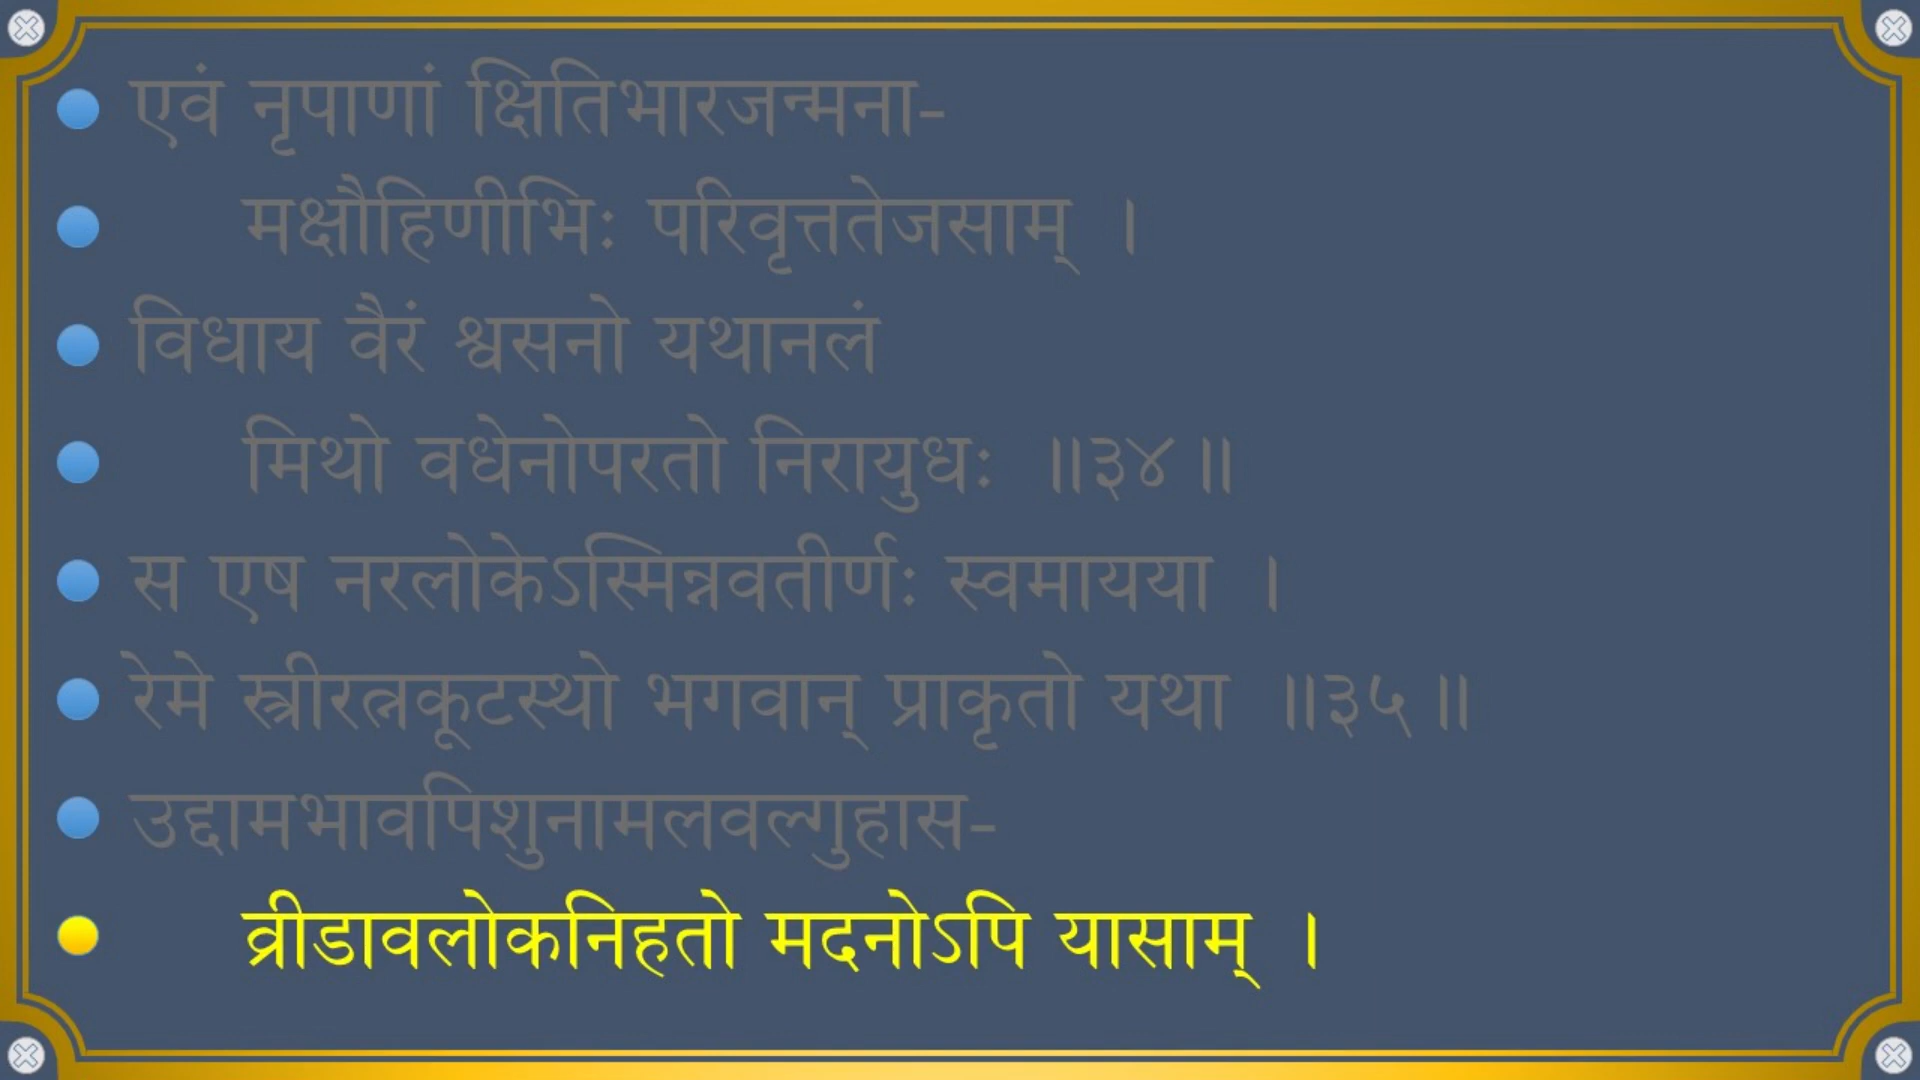 एवं नृपाणां क्षितिभारजन्मना-
मक्षौहिणीभिः परिवृत्ततेजसाम् ।
विधाय वैरं श्वसनो यथानलं
मिथो वधेनोपरतो निरायुधः ॥३४॥
स एष नरलोकेऽस्मिन्नवतीर्णः स्वमायया ।
रेमे स्त्रीरत्नकूटस्थो भगवान् प्राकृतो यथा ॥३५॥
उद्दामभावपिशुनामलवल्गुहास-
व्रीडावलोकनिहतो मदनोऽपि यासाम् ।